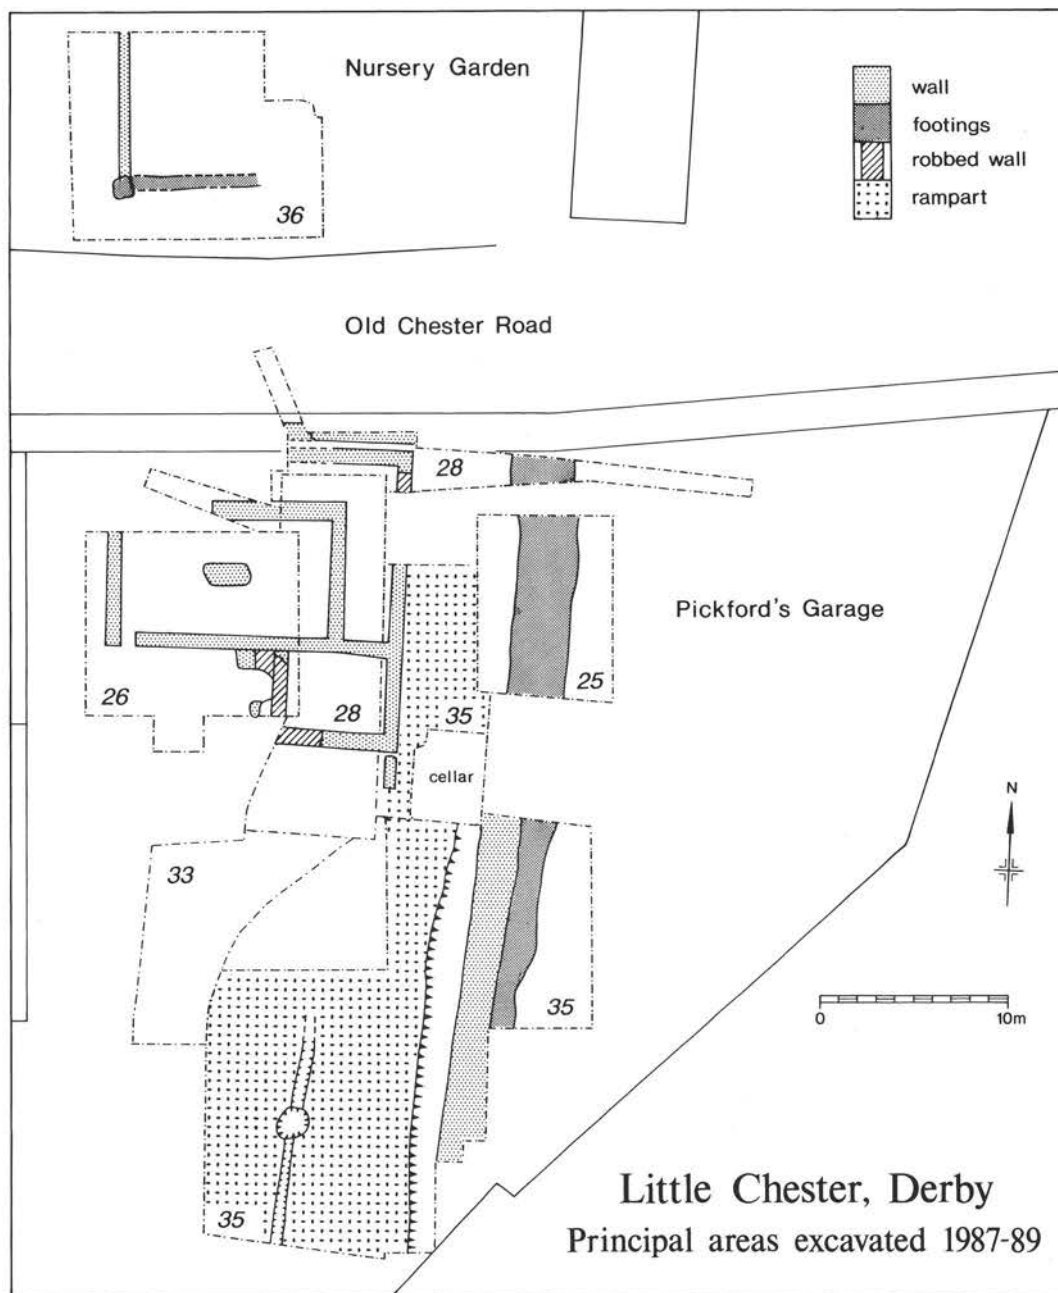 Nursery Garden
wall
footings
robbed wall
rampart
36
Old Chester Road
28
Pickford's Garage
25
26
28
35
cellar
N
33
35
0 10m
35
Little Chester, Derby
Principal areas excavated 1987-89